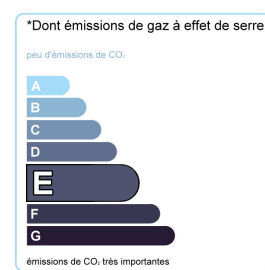 *Dont émissions de gaz à effet de serre
peu d'émissions de CO₂
A
B
C
D
E
F
G
émissions de CO₂ très importantes